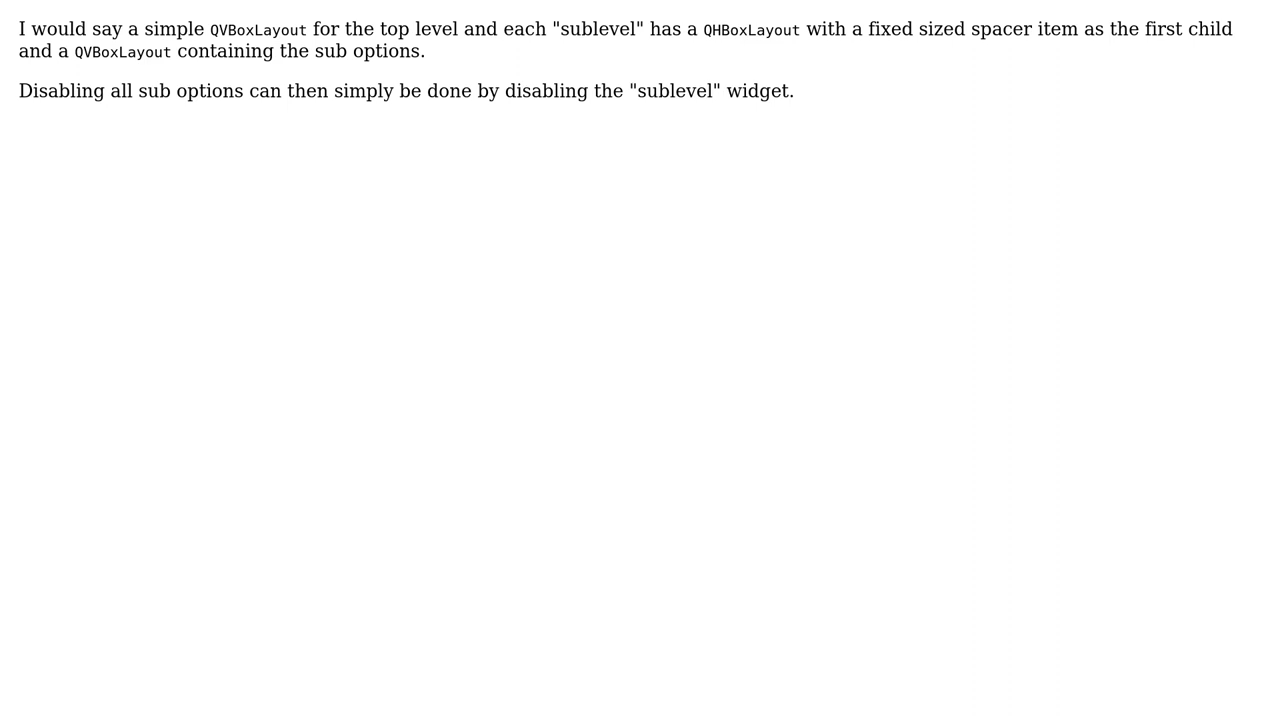 I would say a simple QVBoxLayout for the top level and each "sublevel" has a QHBoxLayout with a fixed sized spacer item as the first child
and a QVBoxLayout containing the sub options.
Disabling all sub options can then simply be done by disabling the "sublevel" widget.